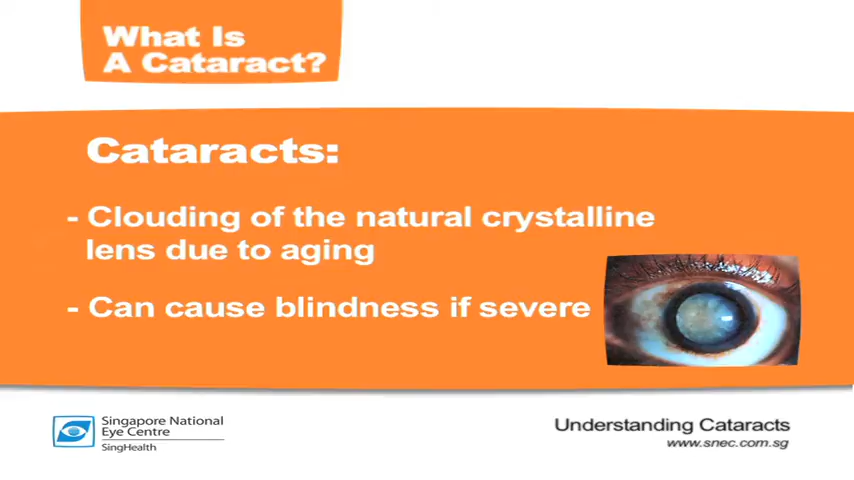 What Is
A Cataract?
Cataracts:
- Clouding of the natural crystalline
lens due to aging
- Can cause blindness if severe
Singapore National
Eye Centre
SingHealth
Understanding Cataracts
www.snec.com.sg